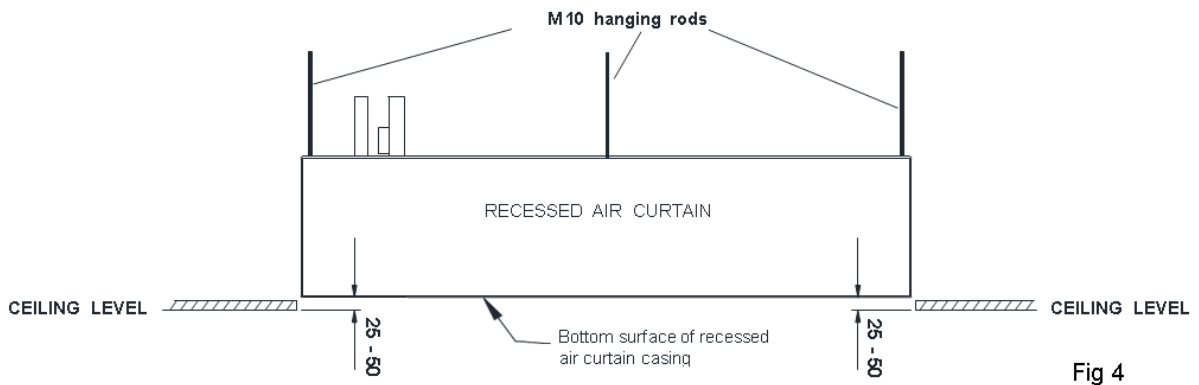 M10 hanging rods
RECESSED AIR CURTAIN
CEILING LEVEL
CEILING LEVEL
25 - 50
25 - 50
Bottom surface of recessed
air curtain casing
Fig 4